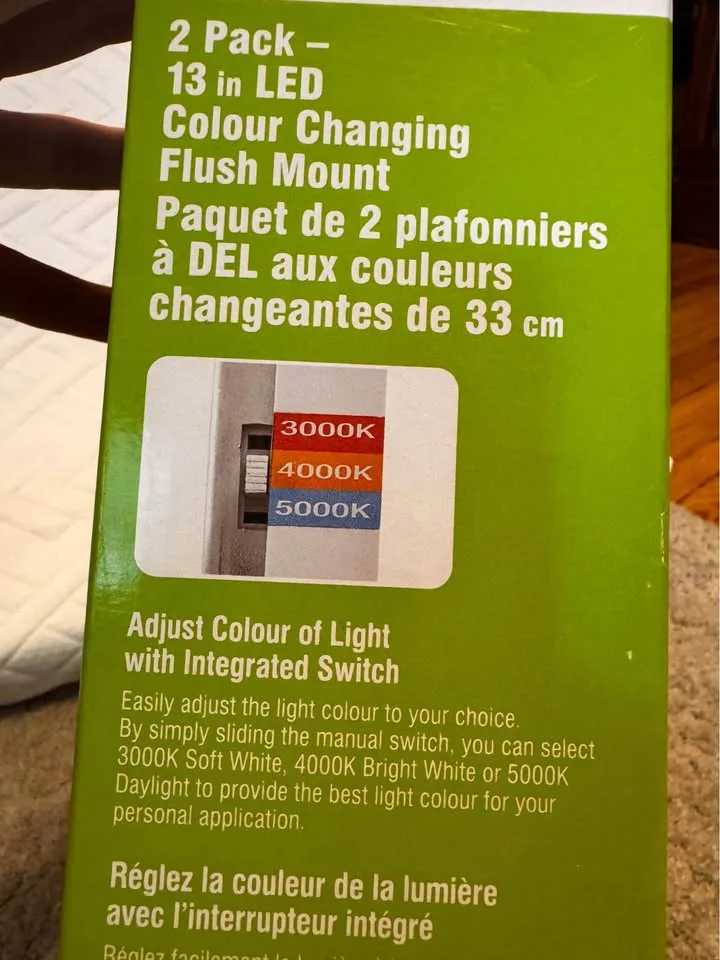 2 Pack –
13 in LED
Colour Changing
Flush Mount
Paquet de 2 plafonniers
à DEL aux couleurs
changeantes de 33 cm
3000K
4000K
5000K
Adjust Colour of Light
with Integrated Switch
Easily adjust the light colour to your choice.
By simply sliding the manual switch, you can select
3000K Soft White, 4000K Bright White or 5000K
Daylight to provide the best light colour for your
personal application.
Réglez la couleur de la lumière
avec l'interrupteur intégré
Réglez facilement la